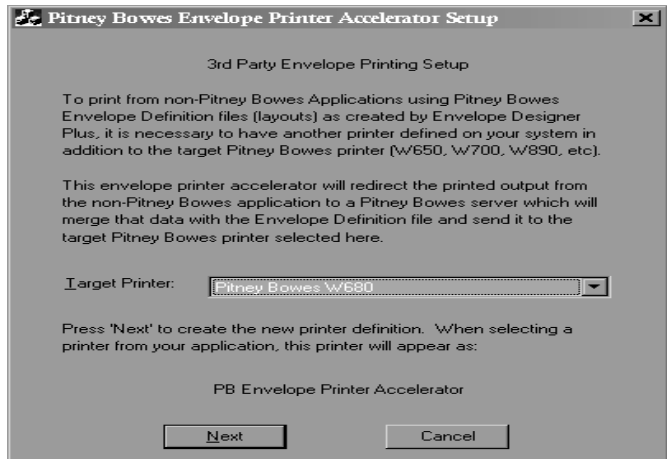 Pitney Bowes Envelope Printer Accelerator Setup
3rd Party Envelope Printing Setup
To print from non-Pitney Bowes Applications using Pitney Bowes
Envelope Definition files (layouts) as created by Envelope Designer
Plus, it is necessary to have another printer defined on your system in
addition to the target Pitney Bowes printer (W650, W700, W890, etc).
This envelope printer accelerator will redirect the printed output from
the non-Pitney Bowes application to a Pitney Bowes server which will
merge that data with the Envelope Definition file and send it to the
target Pitney Bowes printer selected here.
Target Printer: Pitney Bowes W680
Press 'Next' to create the new printer definition. When selecting a
printer from your application, this printer will appear as:
PB Envelope Printer Accelerator
Next Cancel